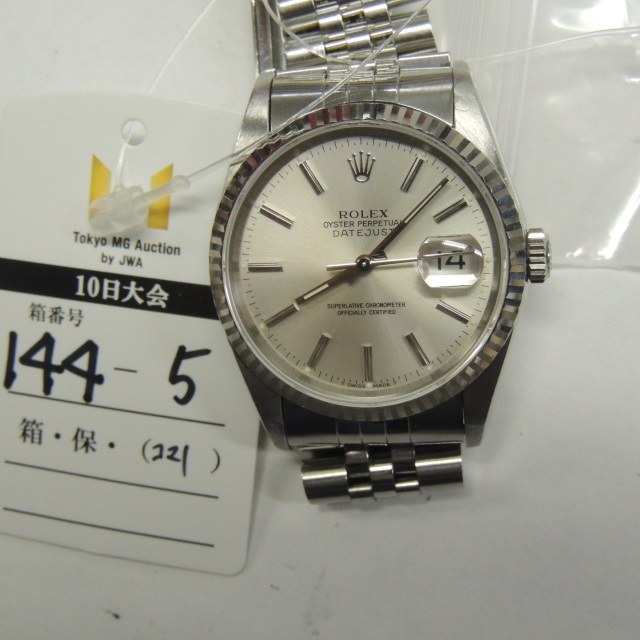 Tokyo MG Auction
by JWA
10日大会
箱番号
144-5
箱・保・(221)
ROLEX
OYSTER PERPETUAL
DATEJUST
14
SUPERLATIVE CHRONOMETER
OFFICIALLY CERTIFIED